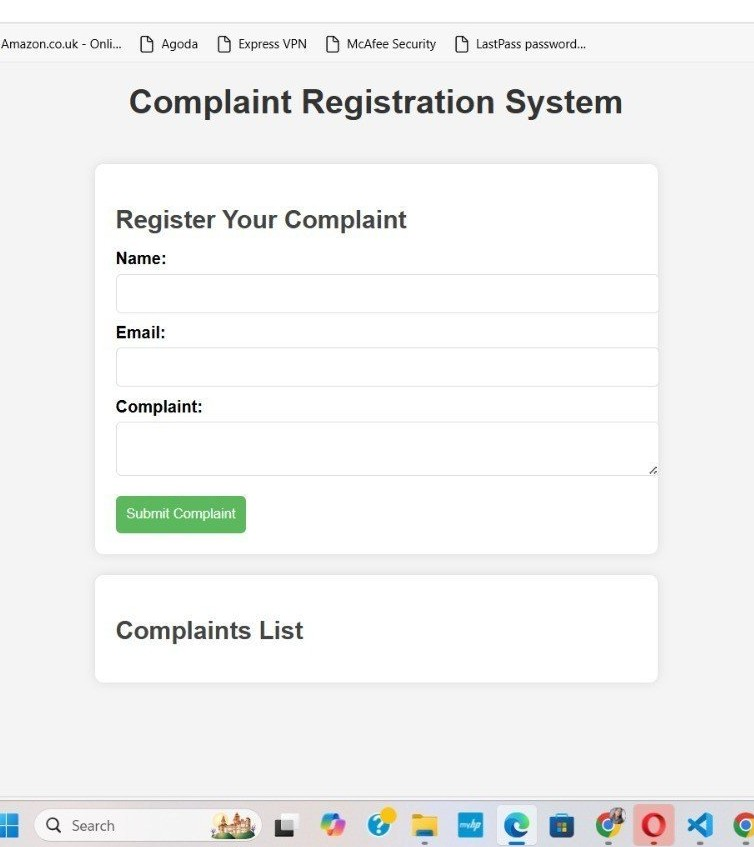 Amazon.co.uk - Onli... Agoda Express VPN McAfee Security LastPass password...
Complaint Registration System
Register Your Complaint
Name:
Email:
Complaint:
Submit Complaint
Complaints List
Search
myhp